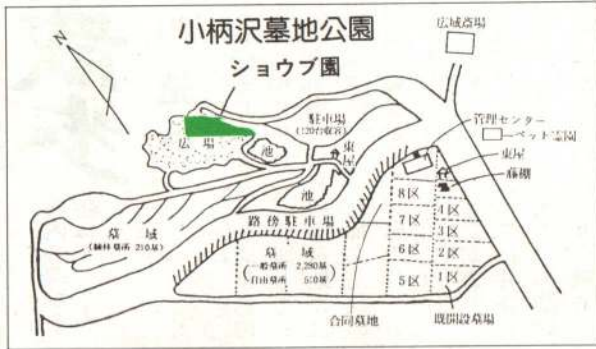 小柄沢墓地公園
ショウブ園
N
広域斎場
駐車場
(120台収容)
管理センター
ペット霊園
東屋
東屋
藤棚
広場
池
池
8区
7区
6区
5区
4区
3区
2区
1区
路傍駐車場
墓域
(芝墓所 210基)
墓域
一般墓所 2,280基
自由墓所 500基
合同墓地
既開設墓場